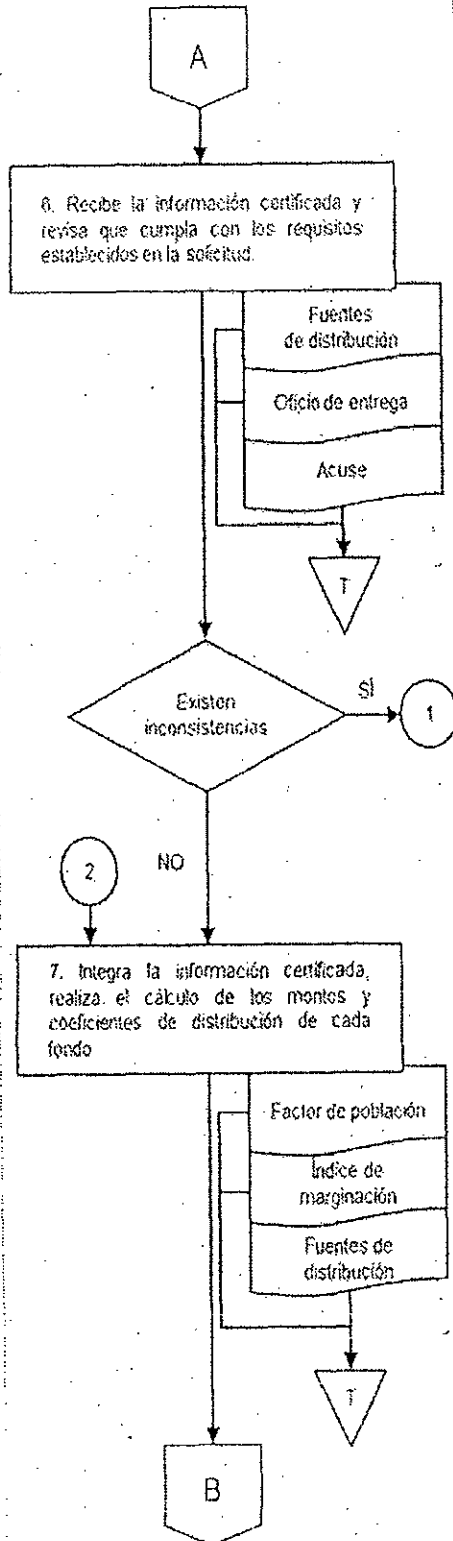 A
6. Recibe la información certificada y
revisa que cumpla con los requisitos
establecidos en la solicitud.
Fuentes
de distribución
Oficio de entrega
Acuse
T
Existen
inconsistencias
SÍ
1
NO
2
7. Integra la información certificada,
realiza el cálculo de los montos y
coeficientes de distribución de cada
fondo
Factor de población
Índice de
marginación
Fuentes de
distribución
T
B